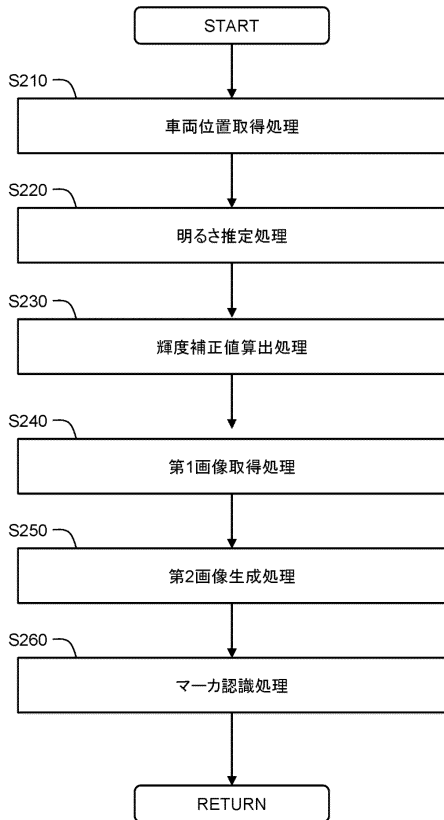 START
S210
車両位置取得処理
S220
明るさ推定処理
S230
輝度補正値算出処理
S240
第1画像取得処理
S250
第2画像生成処理
S260
マーカ認識処理
RETURN